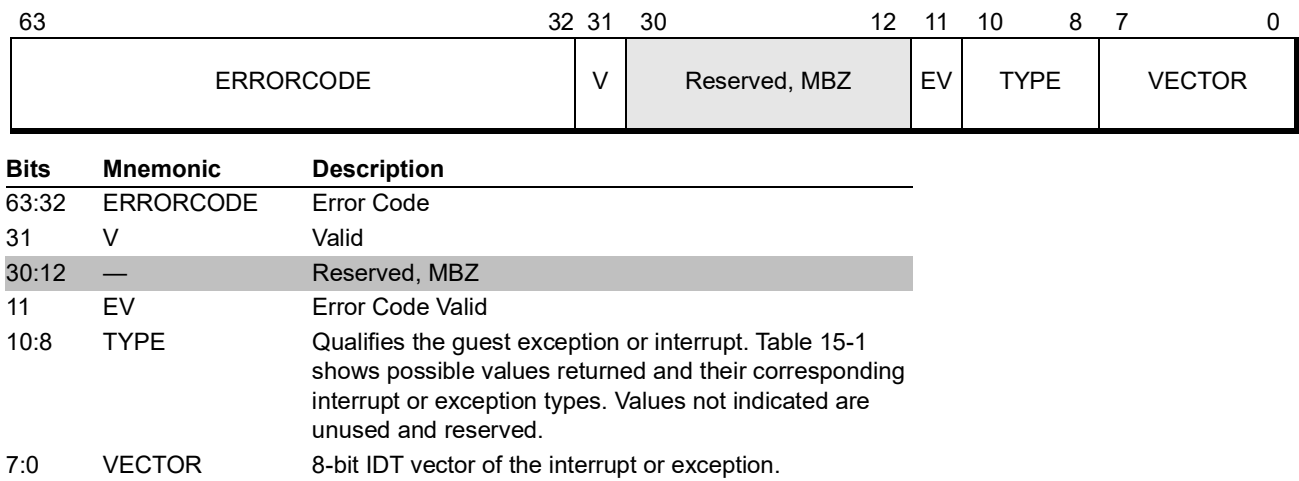 63 32 31 30 12 11 10 8 7 0
ERRORCODE V Reserved, MBZ EV TYPE VECTOR
Bits Mnemonic Description
63:32 ERRORCODE Error Code
31 V Valid
30:12 — Reserved, MBZ
11 EV Error Code Valid
10:8 TYPE Qualifies the guest exception or interrupt. Table 15-1
shows possible values returned and their corresponding
interrupt or exception types. Values not indicated are
unused and reserved.
7:0 VECTOR 8-bit IDT vector of the interrupt or exception.